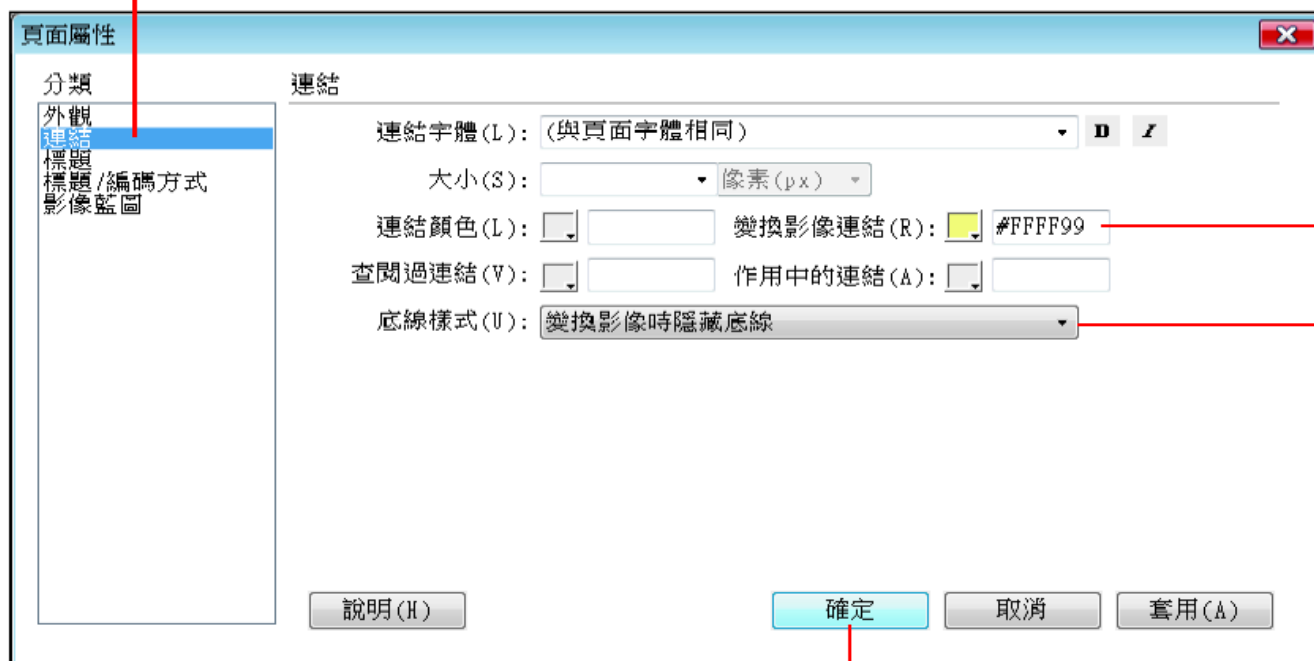 頁面屬性
分類
連結
外觀
連結
標題
標題/編碼方式
影像藍圖
連結字體(L): (與頁面字體相同) B I
大小(S): 像素(px)
連結顏色(L): 變換影像連結(R): #FFFF99
查閱過連結(V): 作用中的連結(A):
底線樣式(U): 變換影像時隱藏底線
說明(H) 確定 取消 套用(A)